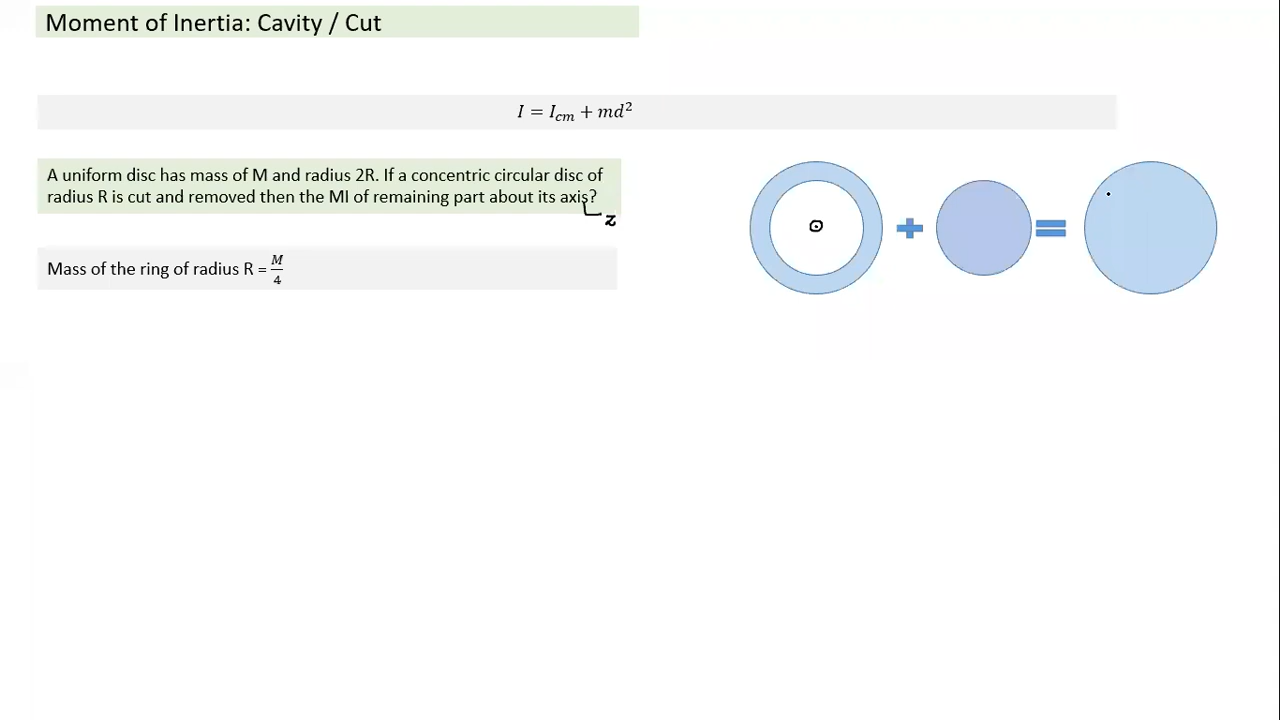 Moment of Inertia: Cavity / Cut
I = I_{cm} + md²
A uniform disc has mass of M and radius 2R. If a concentric circular disc of
radius R is cut and removed then the MI of remaining part about its axis?
z
Mass of the ring of radius R = M/4